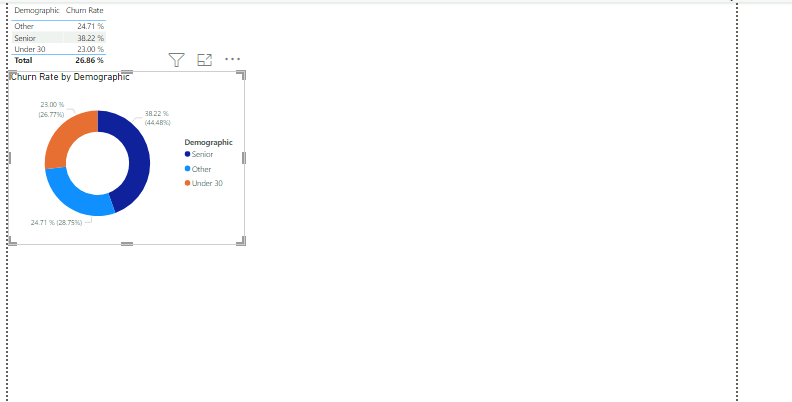 Demographic Churn Rate
Other 24.71 %
Senior 38.22 %
Under 30 23.00 %
Total 26.86 %
Churn Rate by Demographic
23.00 %
(26.77%)
38.22 %
(44.48%)
Demographic
Senior
Other
Under 30
24.71 % (28.75%)